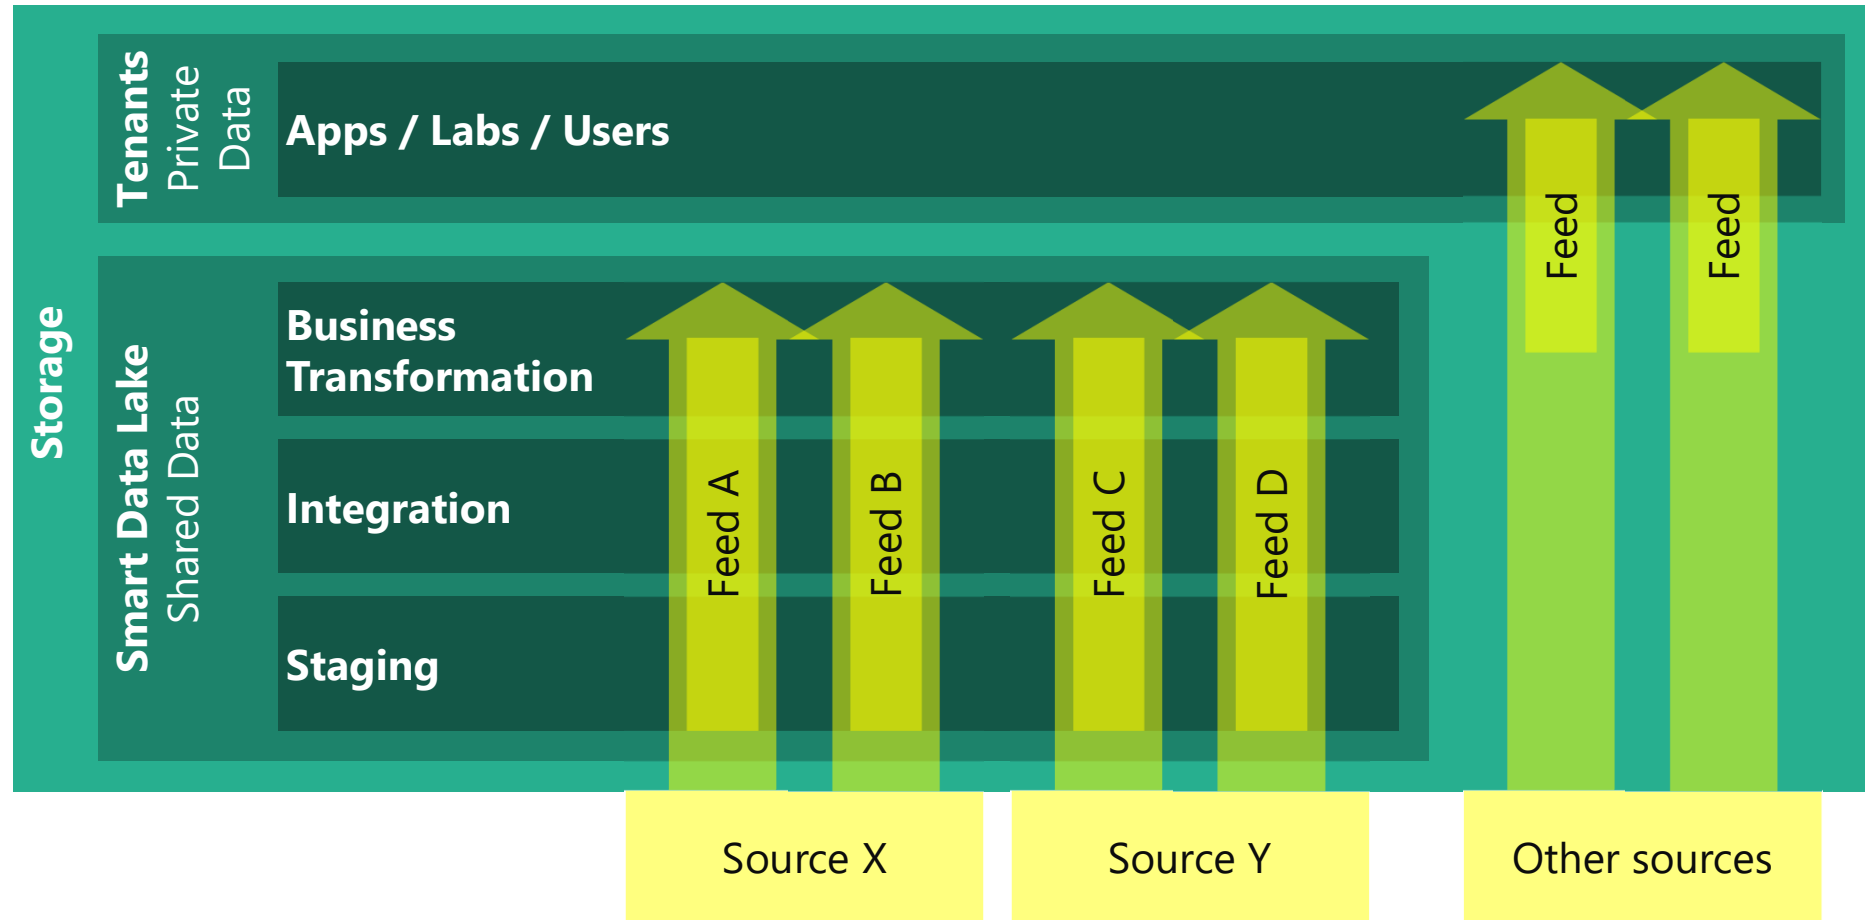 Storage
Tenants
Private
Data
Apps / Labs / Users
Feed
Feed
Smart Data Lake
Shared Data
Business
Transformation
Integration
Staging
Feed A
Feed B
Feed C
Feed D
Source X
Source Y
Other sources